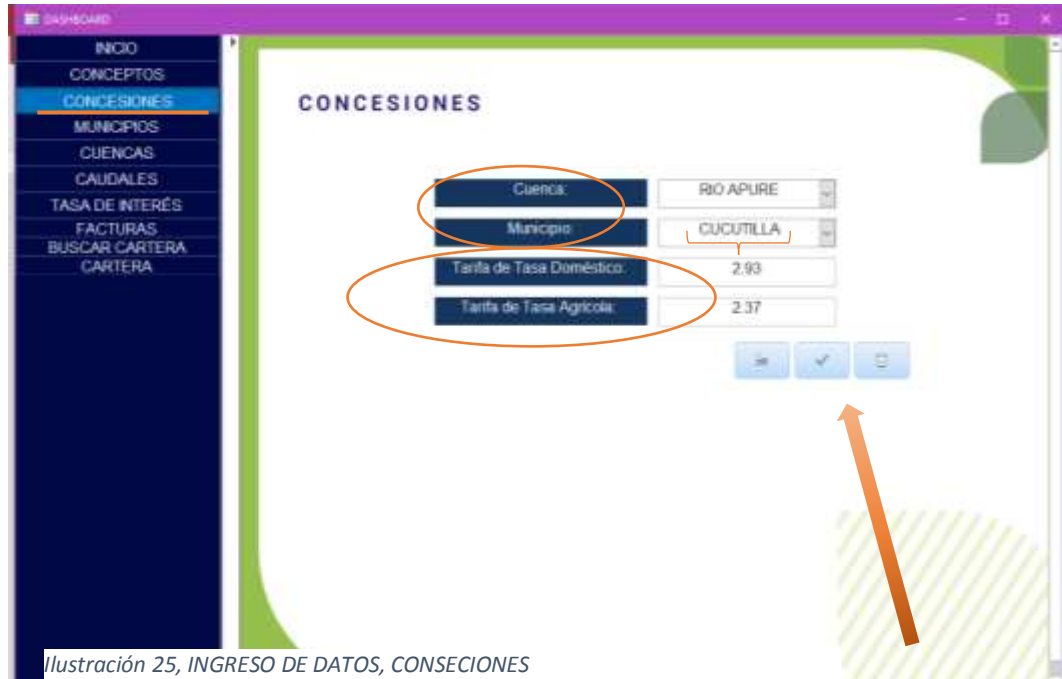 DASHBOARD
INICIO
CONCEPTOS
CONCESIONES
MUNICIPIOS
CUENCAS
CAUDALES
TASA DE INTERÉS
FACTURAS
BUSCAR CARTERA
CARTERA
CONCESIONES
Cuenca: RIO APURE
Municipio: CUCUTILLA
Tarifa de Tasa Doméstico: 2.93
Tarifa de Tasa Agrícola: 2.37
Ilustración 25, INGRESO DE DATOS, CONSECIONES